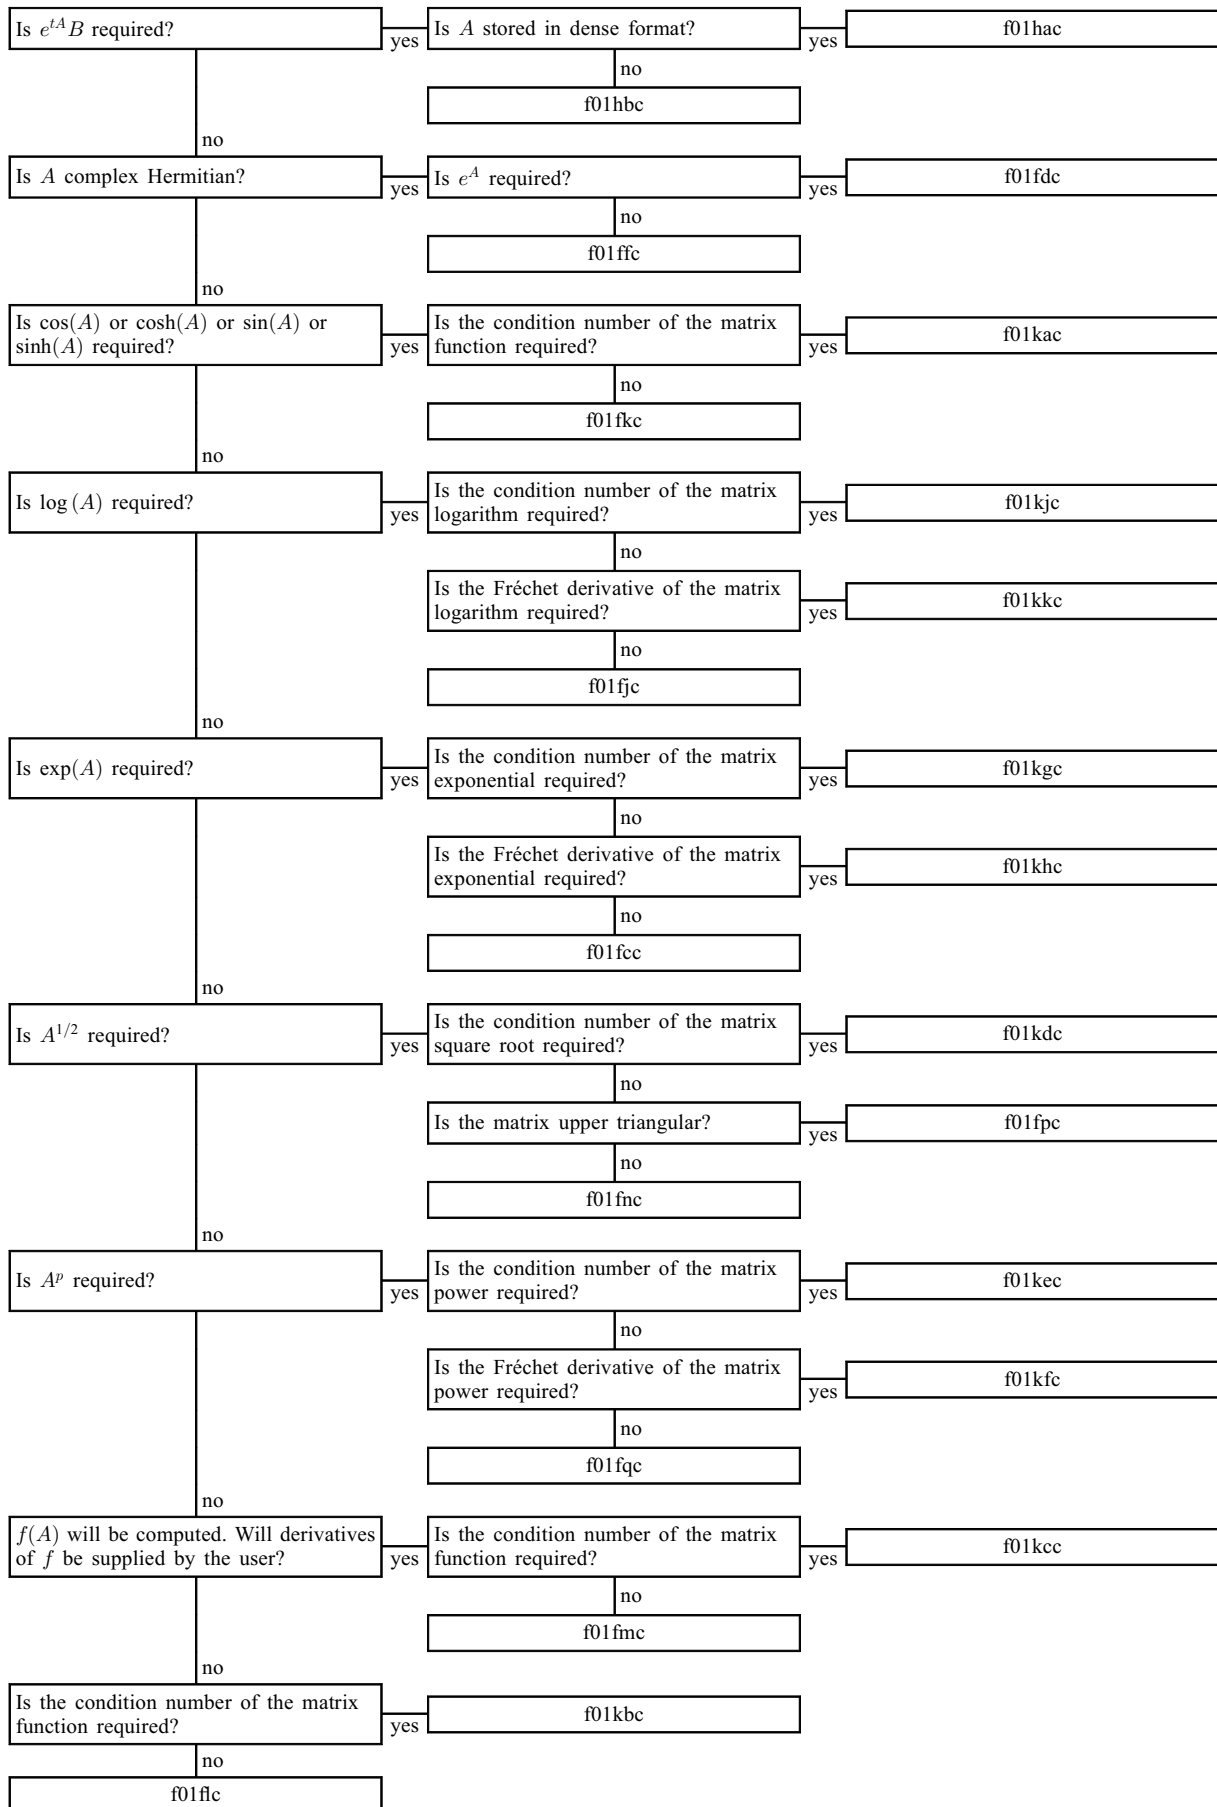 Is e^{tA}B required?
yes
Is A stored in dense format?
yes
f01hac
no
f01hbc
no
Is A complex Hermitian?
yes
Is e^A required?
yes
f01fdc
no
f01ffc
no
Is cos(A) or cosh(A) or sin(A) or
sinh(A) required?
yes
Is the condition number of the matrix
function required?
yes
f01kac
no
f01fkc
no
Is log (A) required?
yes
Is the condition number of the matrix
logarithm required?
yes
f01kjc
no
Is the Fréchet derivative of the matrix
logarithm required?
yes
f01kkc
no
f01fjc
no
Is exp(A) required?
yes
Is the condition number of the matrix
exponential required?
yes
f01kgc
no
Is the Fréchet derivative of the matrix
exponential required?
yes
f01khc
no
f01fcc
no
Is A^{1/2} required?
yes
Is the condition number of the matrix
square root required?
yes
f01kdc
no
Is the matrix upper triangular?
yes
f01fpc
no
f01fnc
no
Is A^p required?
yes
Is the condition number of the matrix
power required?
yes
f01kec
no
Is the Fréchet derivative of the matrix
power required?
yes
f01kfc
no
f01fqc
no
f(A) will be computed. Will derivatives
of f be supplied by the user?
yes
Is the condition number of the matrix
function required?
yes
f01kcc
no
f01fmc
no
Is the condition number of the matrix
function required?
yes
f01kbc
no
f01flc